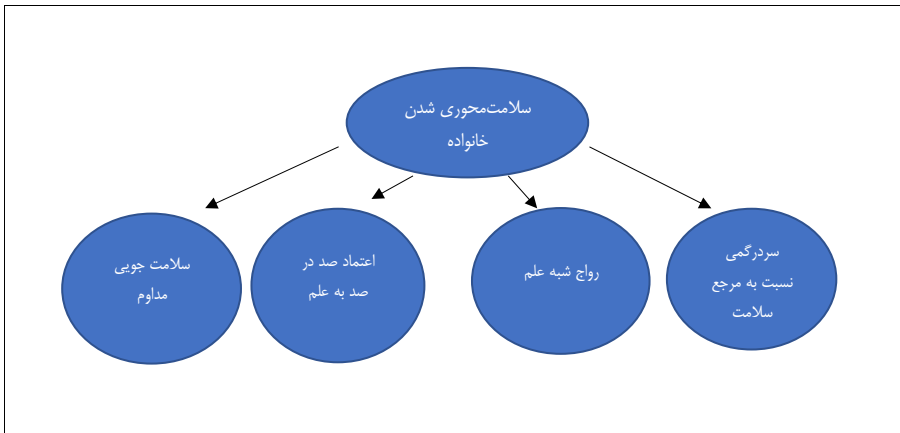 سلامت‌محوری شدن
خانواده
سردرگمی
نسبت به مرجع
سلامت
رواج شبه علم
اعتماد صد در
صد به علم
سلامت جویی
مداوم